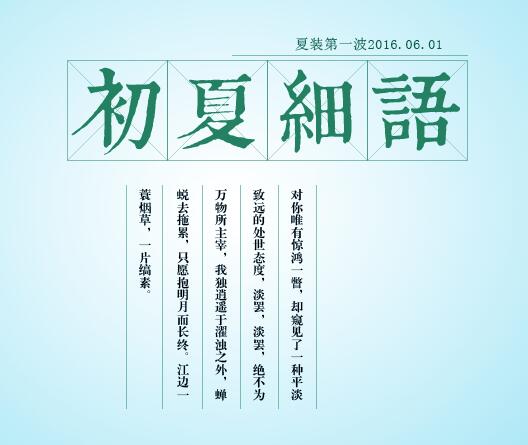 夏装第一波2016.06.01
初夏細語
对你唯有惊鸿一瞥，却窥见了一种平淡
致远的处世态度，淡罢，淡罢，绝不为
万物所主宰，我独逍遥于濯浊之外，蝉
蜕去拖累，只愿抱明月而长终。江边一
蓑烟草，一片缟素。